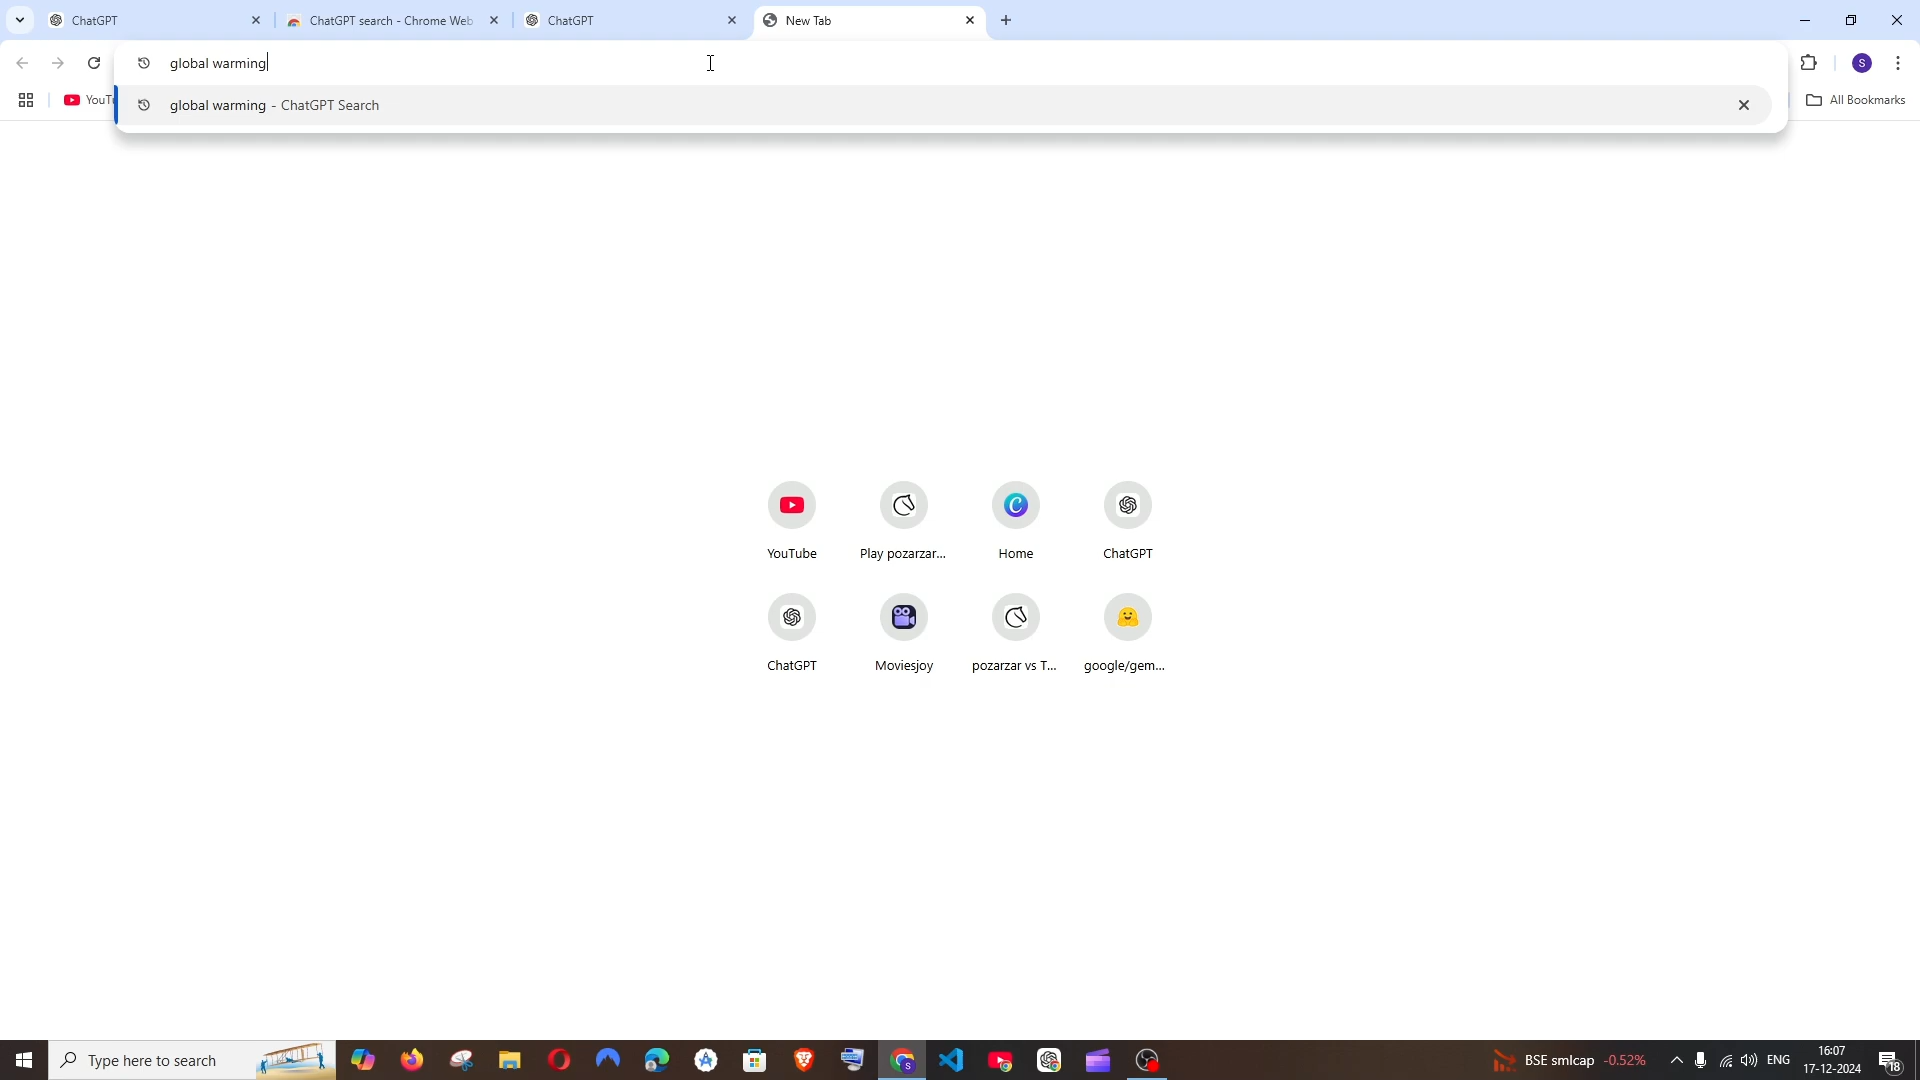 ChatGPT
ChatGPT search - Chrome Web
ChatGPT
New Tab
global warming
S
YouT
global warming - ChatGPT Search
All Bookmarks
YouTube
Play pozarzar...
Home
ChatGPT
ChatGPT
Moviesjoy
pozarzar vs T...
google/gem...
Type here to search
BSE smlcap -0.52%
ENG
16:07
17-12-2024
18